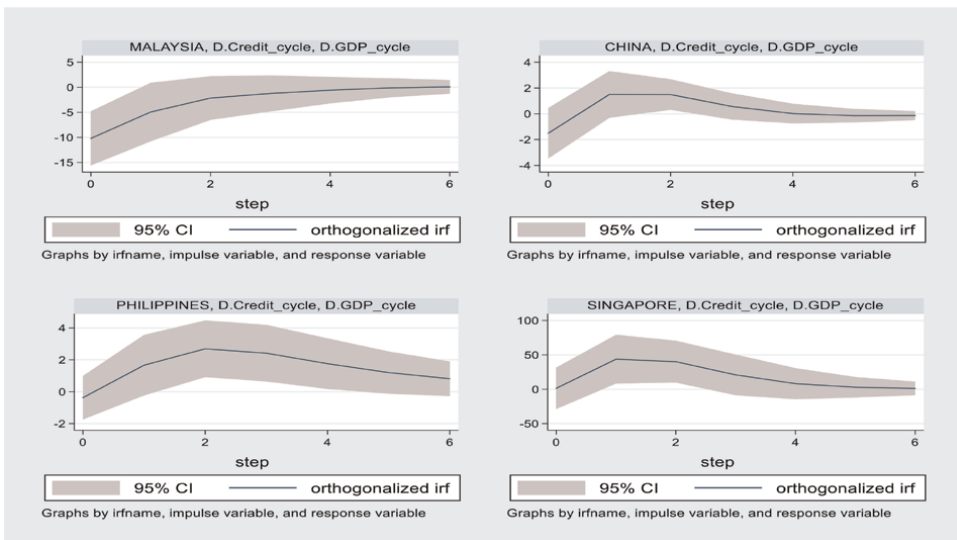 MALAYSIA, D.Credit_cycle, D.GDP_cycle
5
0
-5
-10
-15
0 2 4 6
step
95% CI orthogonalized irf
Graphs by irfname, impulse variable, and response variable
CHINA, D.Credit_cycle, D.GDP_cycle
4
2
0
-2
-4
0 2 4 6
step
95% CI orthogonalized irf
Graphs by irfname, impulse variable, and response variable
PHILIPPINES, D.Credit_cycle, D.GDP_cycle
4
2
0
-2
0 2 4 6
step
95% CI orthogonalized irf
Graphs by irfname, impulse variable, and response variable
SINGAPORE, D.Credit_cycle, D.GDP_cycle
100
50
0
-50
0 2 4 6
step
95% CI orthogonalized irf
Graphs by irfname, impulse variable, and response variable